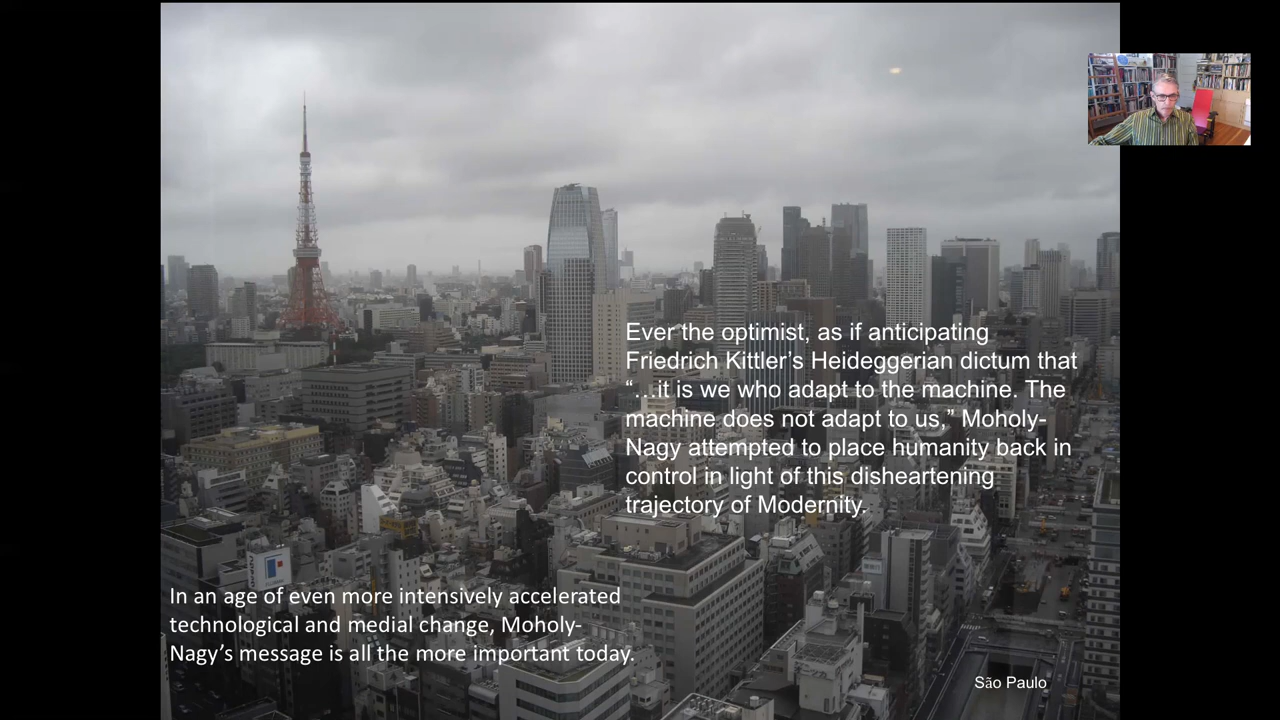 Ever the optimist, as if anticipating
Friedrich Kittler’s Heideggerian dictum that
“…it is we who adapt to the machine. The
machine does not adapt to us,” Moholy-
Nagy attempted to place humanity back in
control in light of this disheartening
trajectory of Modernity.
In an age of even more intensively accelerated
technological and medial change, Moholy-
Nagy’s message is all the more important today.
São Paulo